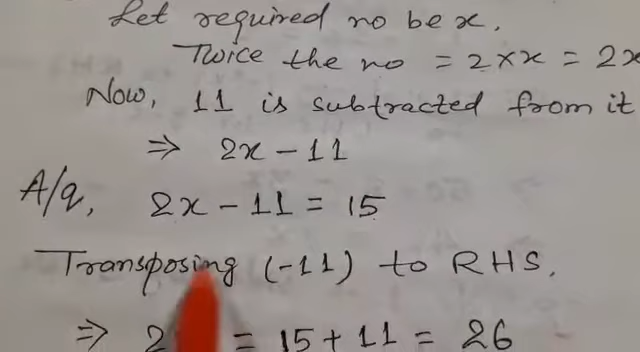 Let required no be x.
Twice the no = 2×x = 2x
Now, 11 is subtracted from it
⇒ 2x − 11
A/q, 2x − 11 = 15
Transposing (−11) to RHS.
⇒ 2 = 15 + 11 = 26